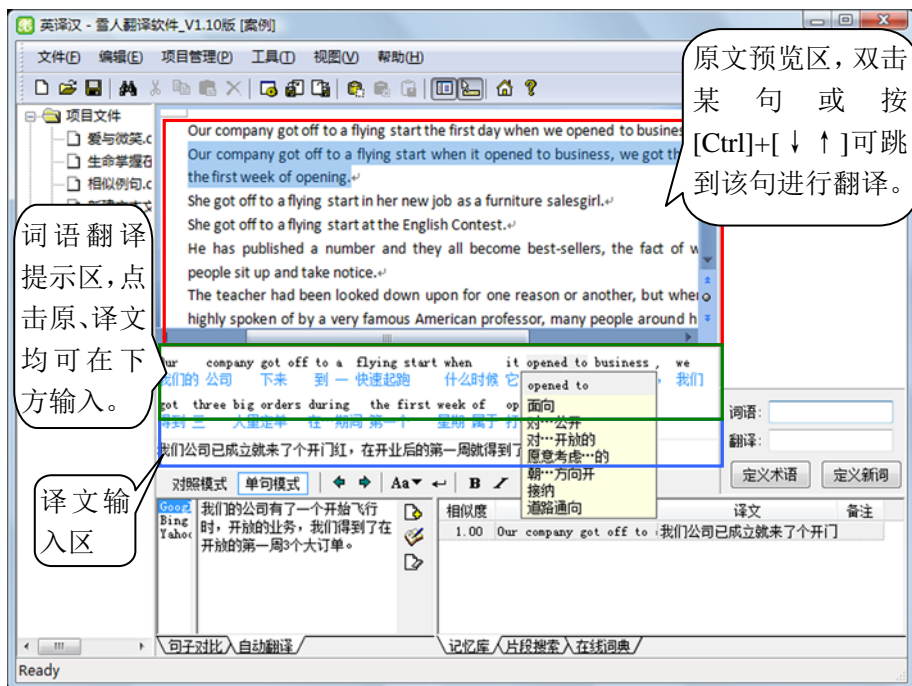 英译汉 - 雪人翻译软件_V1.10版 [案例]
文件(F) 编辑(E) 项目管理(P) 工具(T) 视图(V) 帮助(H)
原文预览区，双击
某句或按
[Ctrl]+[↓↑]可跳
到该句进行翻译。
项目文件
爱与微笑.c
生命掌握在
相似例句.c
Our company got off to a flying start the first day when we opened to busines
Our company got off to a flying start when it opened to business, we got th
the first week of opening.↵
She got off to a flying start in her new job as a furniture salesgirl.↵
She got off to a flying start at the English Contest.↵
He has published a number and they all become best-sellers, the fact of w
people sit up and take notice.↵
The teacher had been looked down upon for one reason or another, but whe
highly spoken of by a very famous American professor, many people around h
词语翻译
提示区，点
击原、译文
均可在下
方输入。
Our company got off to a flying start when it opened to business , we
我们的 公司 下来 到 一 快速起跑 什么时候 它 ， 我们
got three big orders during the first week of op
得到 三 大量定单 在…期间 第一个 星期 属于 打
opened to
面向
对…公开
对…开放的
愿意考虑…的
朝…方向开
接纳
道路通向
我们公司已成立就来了个开门红，在开业后的第一周就得到了
词语:
翻译:
定义术语 定义新词
译文输
入区
对照模式 单句模式 Aa B I
Goog
Bing
Yahoo
我们的公司有了一个开始飞行
时，开放的业务，我们得到了在
开放的第一周3个大订单。
相似度 译文 备注
1.00 Our company got off to 我们公司已成立就来了个开门
句子对比 自动翻译
记忆库 片段搜索 在线词典
Ready